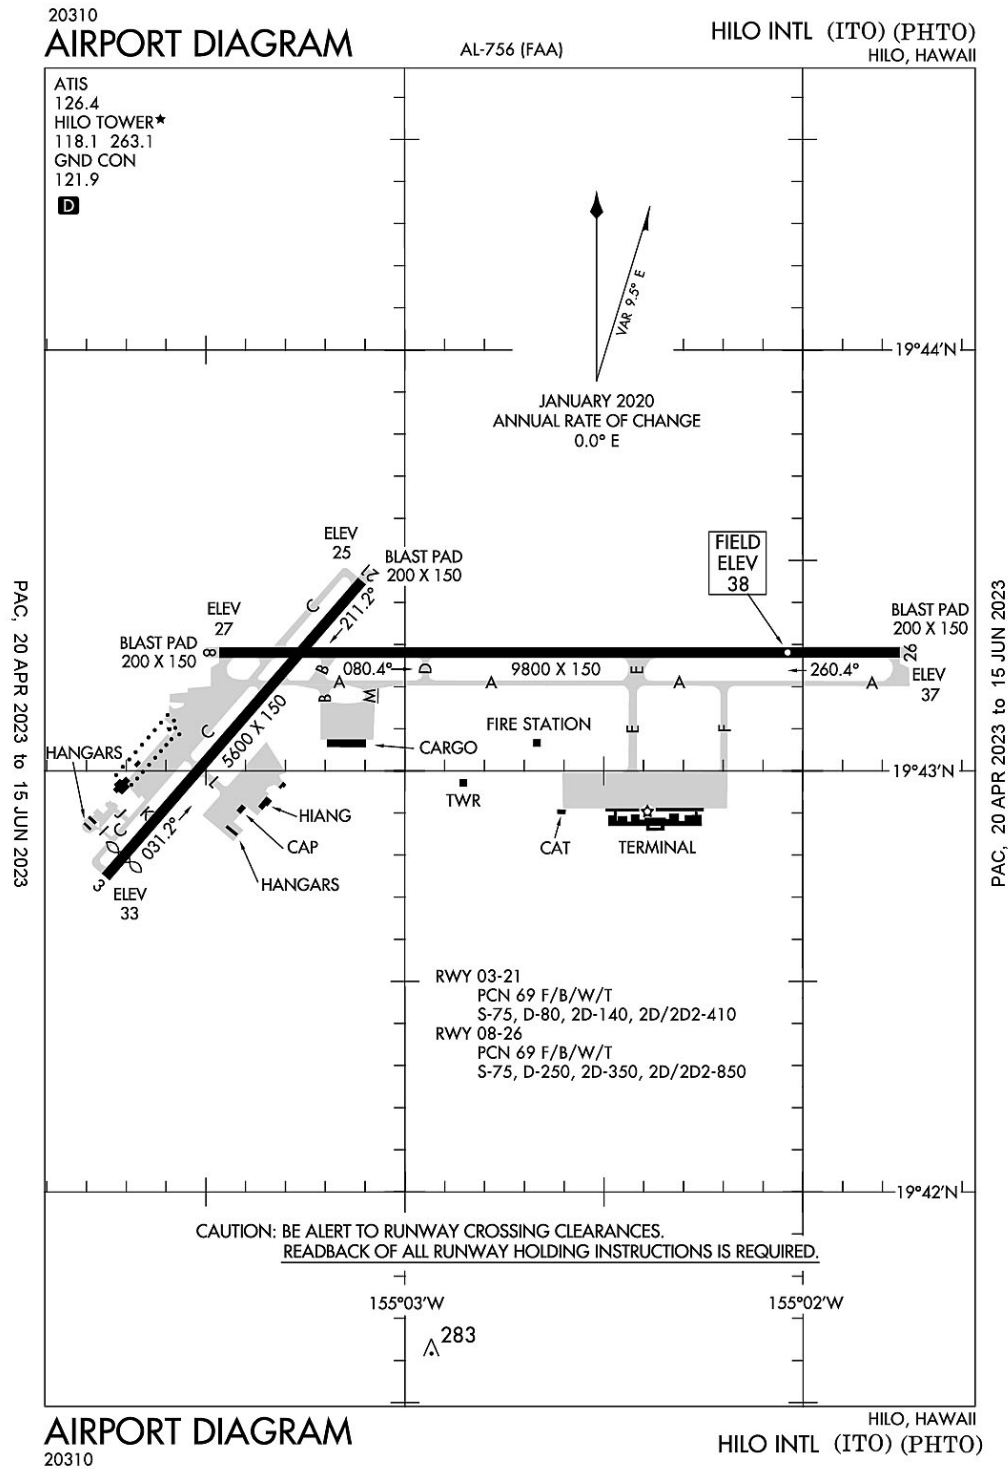 20310
AIRPORT DIAGRAM
AL-756 (FAA)
HILO INTL (ITO) (PHTO)
HILO, HAWAII
ATIS
126.4
HILO TOWER★
118.1 263.1
GND CON
121.9
D
VAR 9.5° E
19°44'N
JANUARY 2020
ANNUAL RATE OF CHANGE
0.0° E
ELEV
25
BLAST PAD
200 X 150
21
211.2°
C
FIELD
ELEV
38
ELEV
27
BLAST PAD
200 X 150
8
BLAST PAD
200 X 150
26
ELEV
37
B
080.4°
D
9800 X 150
E
260.4°
A
A
A
A
B
M
C
5600 X 150
E
F
FIRE STATION
CARGO
HANGARS
L
19°43'N
TWR
HIANG
CAP
HANGARS
CAT
TERMINAL
K
J
C
I
031.2°
3
ELEV
33
RWY 03-21
PCN 69 F/B/W/T
S-75, D-80, 2D-140, 2D/2D2-410
RWY 08-26
PCN 69 F/B/W/T
S-75, D-250, 2D-350, 2D/2D2-850
19°42'N
CAUTION: BE ALERT TO RUNWAY CROSSING CLEARANCES.
READBACK OF ALL RUNWAY HOLDING INSTRUCTIONS IS REQUIRED.
155°03'W
155°02'W
283
PAC, 20 APR 2023 to 15 JUN 2023
PAC, 20 APR 2023 to 15 JUN 2023
AIRPORT DIAGRAM
20310
HILO, HAWAII
HILO INTL (ITO) (PHTO)